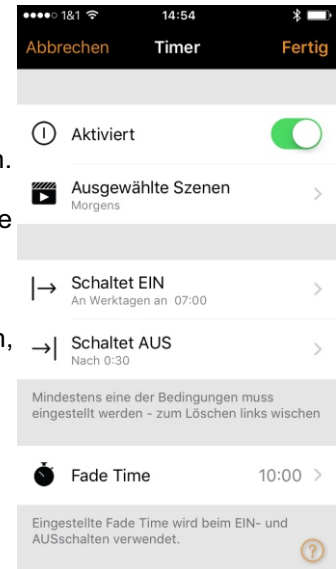 1&1 14:54
Abbrechen Timer Fertig
Aktiviert
Ausgewählte Szenen
Morgens
Schaltet EIN
An Werktagen an 07:00
Schaltet AUS
Nach 0:30
Mindestens eine der Bedingungen muss
eingestellt werden - zum Löschen links wischen
Fade Time 10:00
Eingestellte Fade Time wird beim EIN- und
AUSschalten verwendet.
?